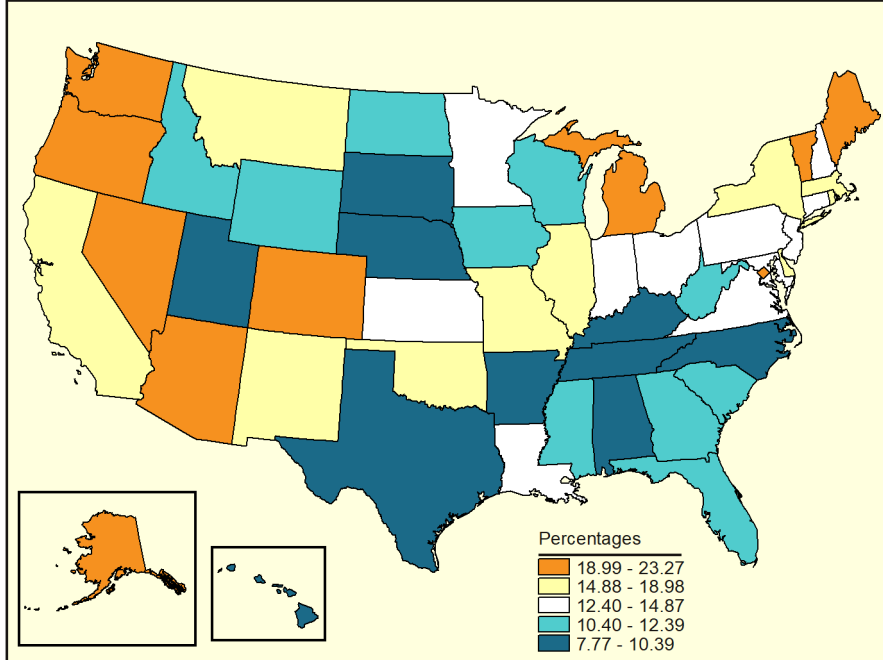 Percentages
18.99 - 23.27
14.88 - 18.98
12.40 - 14.87
10.40 - 12.39
7.77 - 10.39